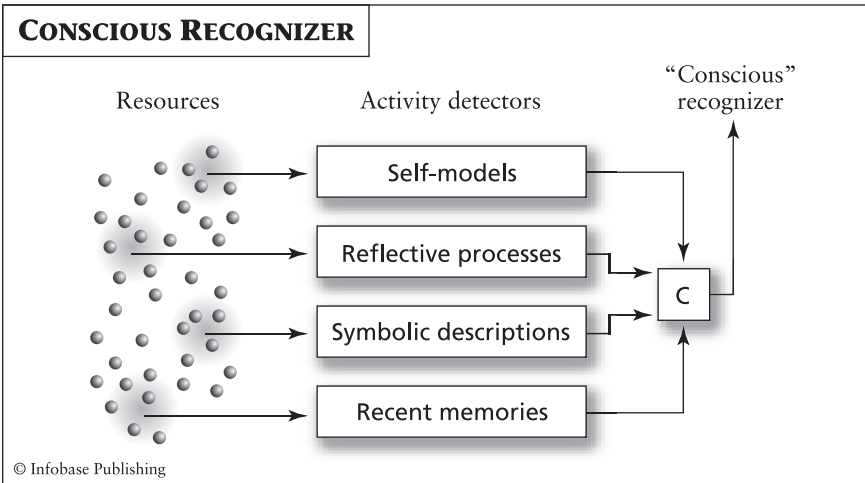 CONSCIOUS RECOGNIZER
“Conscious”
recognizer
Resources
Activity detectors
Self-models
Reflective processes
C
Symbolic descriptions
Recent memories
© Infobase Publishing